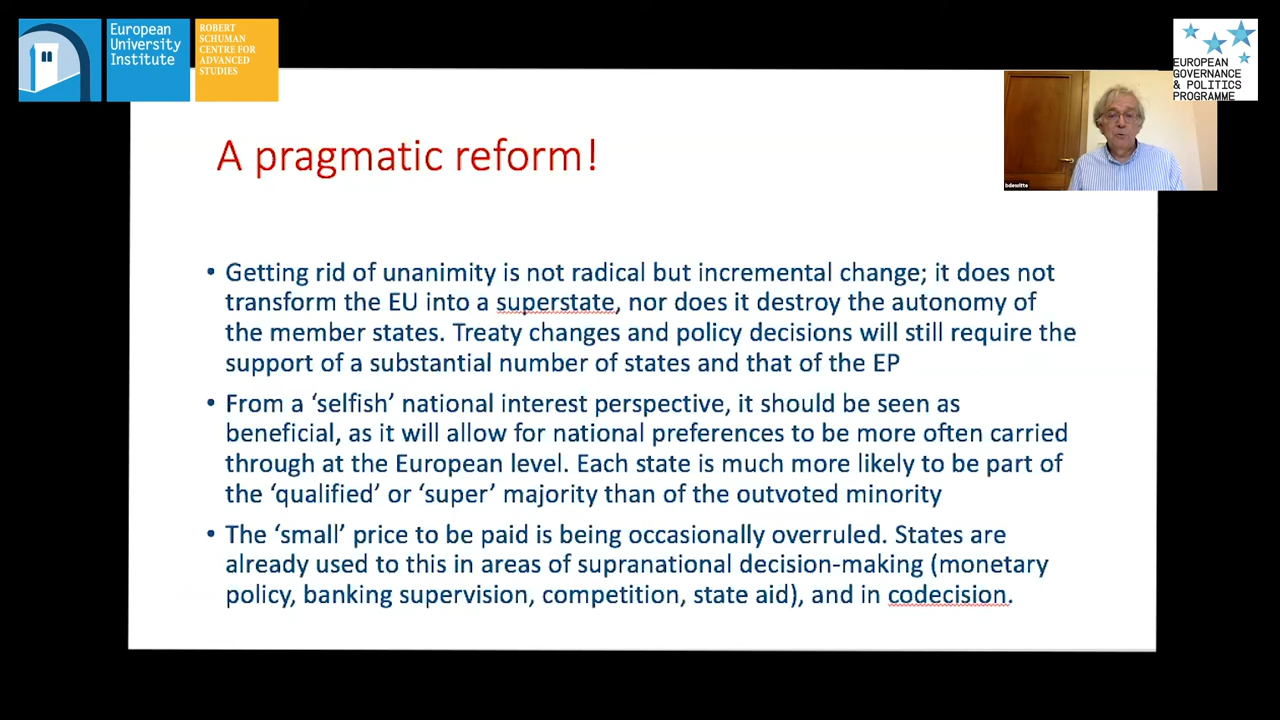 European
University
Institute
ROBERT
SCHUMAN
CENTRE FOR
ADVANCED
STUDIES
EUROPEAN
GOVERNANCE
& POLITICS
PROGRAMME
bdewitte
A pragmatic reform!
• Getting rid of unanimity is not radical but incremental change; it does not
transform the EU into a superstate, nor does it destroy the autonomy of
the member states. Treaty changes and policy decisions will still require the
support of a substantial number of states and that of the EP
• From a ‘selfish’ national interest perspective, it should be seen as
beneficial, as it will allow for national preferences to be more often carried
through at the European level. Each state is much more likely to be part of
the ‘qualified’ or ‘super’ majority than of the outvoted minority
• The ‘small’ price to be paid is being occasionally overruled. States are
already used to this in areas of supranational decision-making (monetary
policy, banking supervision, competition, state aid), and in codecision.